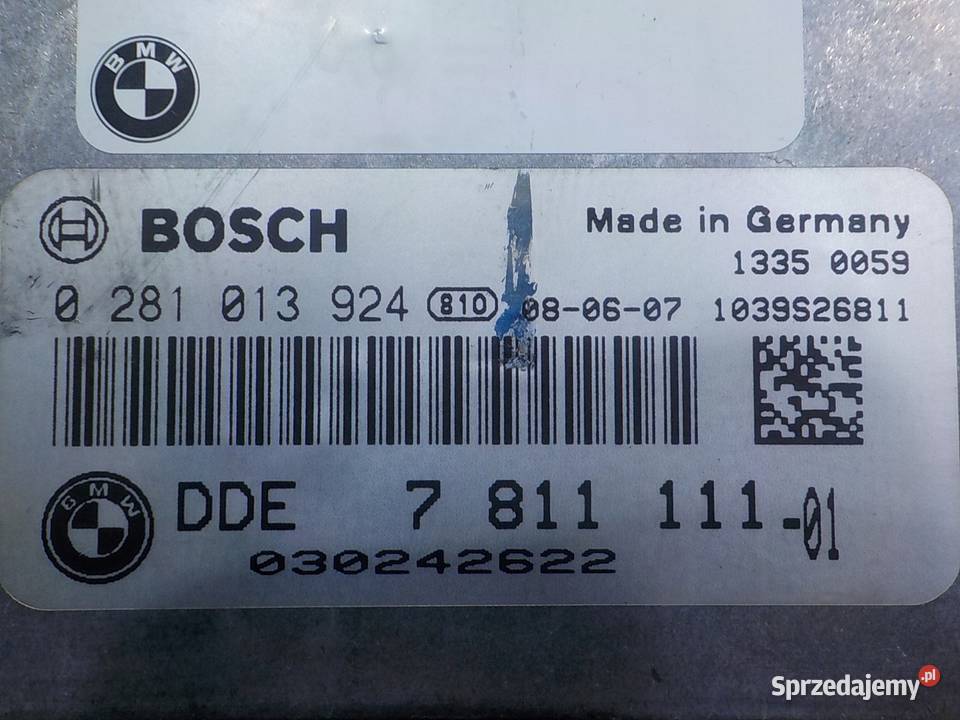 BMW
BOSCH
Made in Germany
1335 0059
0 281 013 924 810 08-06-07 1039S26811
BMW
DDE 7 811 111-01
030242622
Sprzedajemy.pl